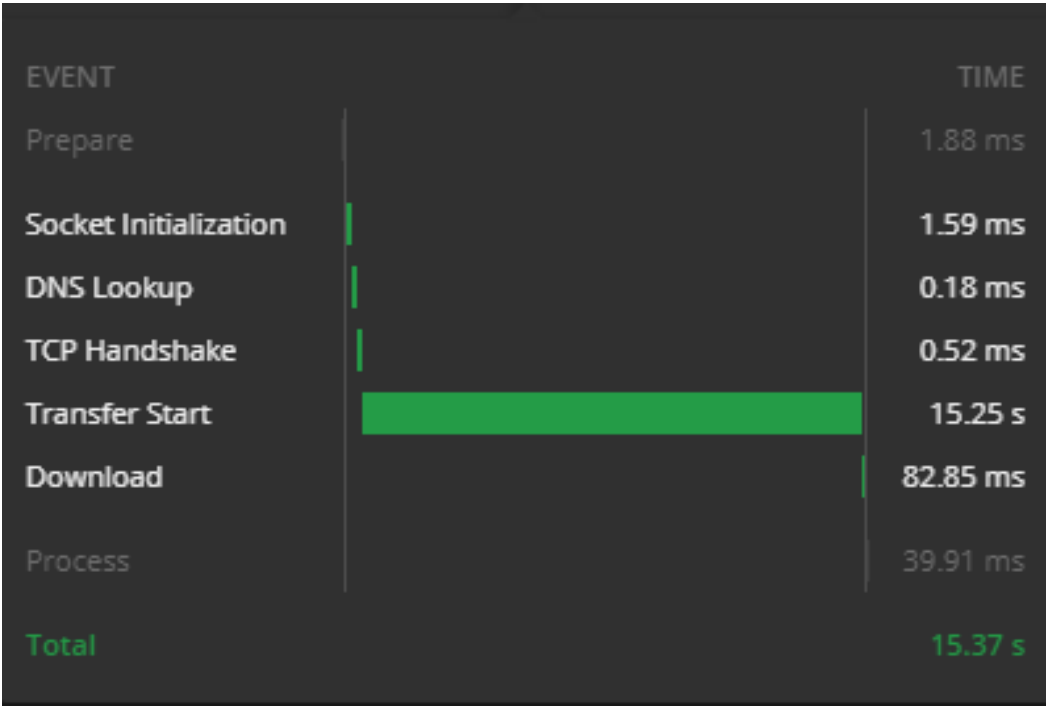 EVENT TIME
Prepare 1.88 ms
Socket Initialization 1.59 ms
DNS Lookup 0.18 ms
TCP Handshake 0.52 ms
Transfer Start 15.25 s
Download 82.85 ms
Process 39.91 ms
Total 15.37 s